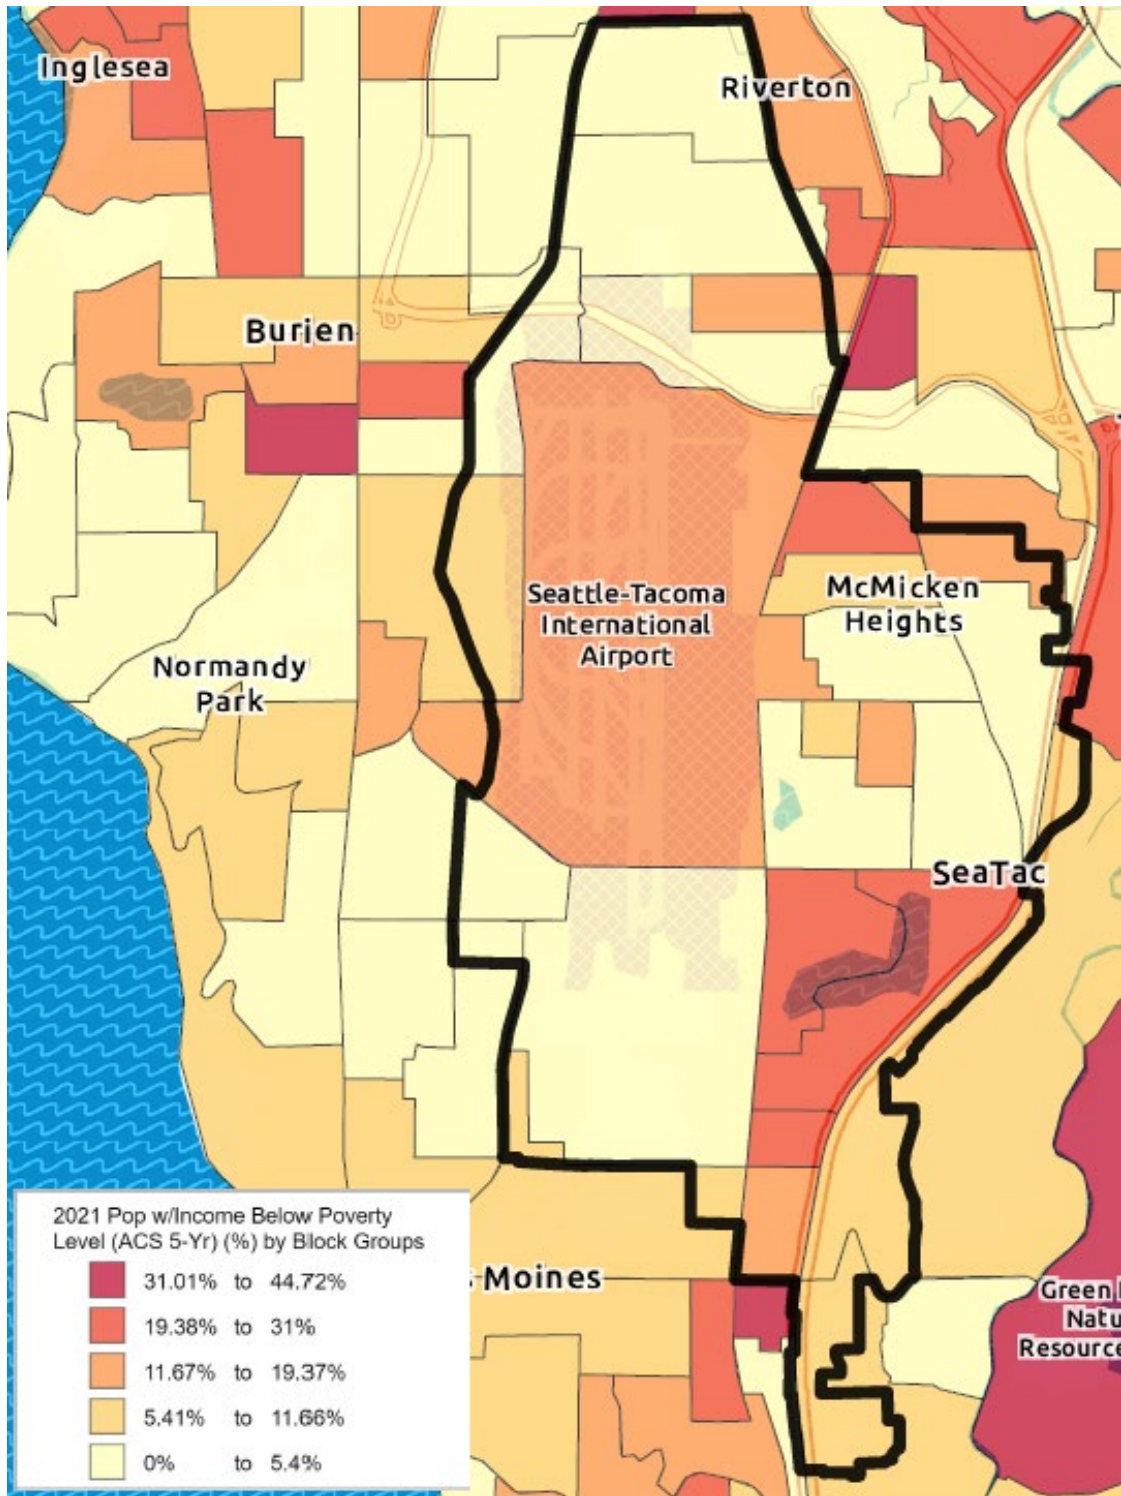 Inglesea
Riverton
Burien
Seattle-Tacoma
International
Airport
McMicken
Heights
Normandy
Park
SeaTac
2021 Pop w/Income Below Poverty
Level (ACS 5-Yr) (%) by Block Groups
31.01% to 44.72%
19.38% to 31%
11.67% to 19.37%
5.41% to 11.66%
0% to 5.4%
s Moines
Green
Natu
Resource